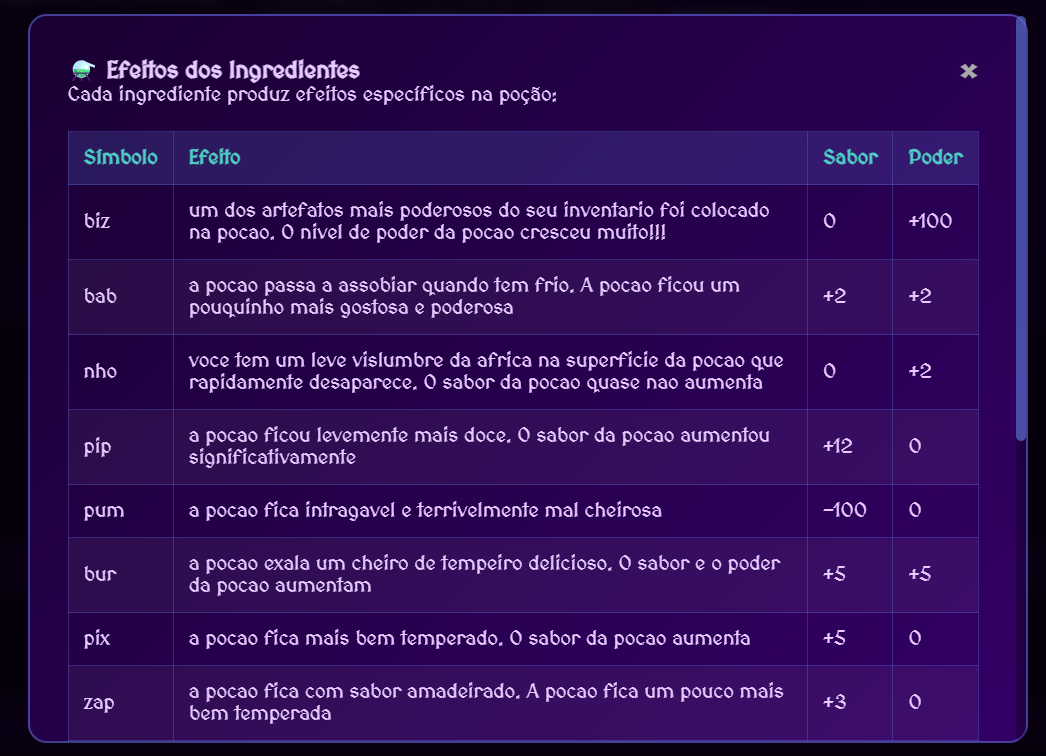 Efeitos dos Ingredientes
Cada ingrediente produz efeitos específicos na poção:
Símbolo Efeito Sabor Poder
biz um dos artefatos mais poderosos do seu inventario foi colocado na pocao. O nivel de poder da pocao cresceu muito!!! 0 +100
bab a pocao passa a assobiar quando tem frio. A pocao ficou um pouquinho mais gostosa e poderosa +2 +2
nho voce tem um leve vislumbre da africa na superficie da pocao que rapidamente desaparece. O sabor da pocao quase nao aumenta 0 +2
pip a pocao ficou levemente mais doce. O sabor da pocao aumentou significativamente +12 0
pum a pocao fica intragavel e terrivelmente mal cheirosa -100 0
bur a pocao exala um cheiro de tempeiro delicioso. O sabor e o poder da pocao aumentam +5 +5
pix a pocao fica mais bem temperado. O sabor da pocao aumenta +5 0
zap a pocao fica com sabor amadeirado. A pocao fica um pouco mais bem temperada +3 0